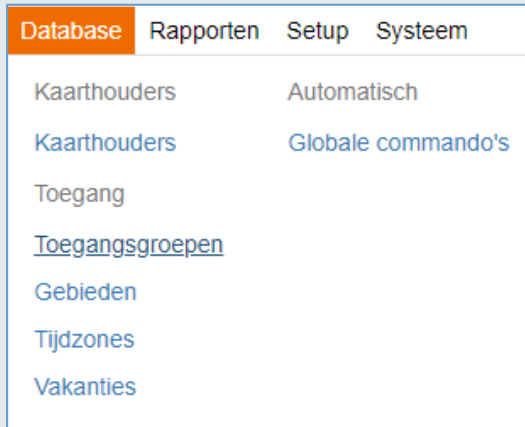 Database Rapporten Setup Systeem
Kaarthouders Automatisch
Kaarthouders Globale commando's
Toegang
Toegangsgroepen
Gebieden
Tijdzones
Vakanties